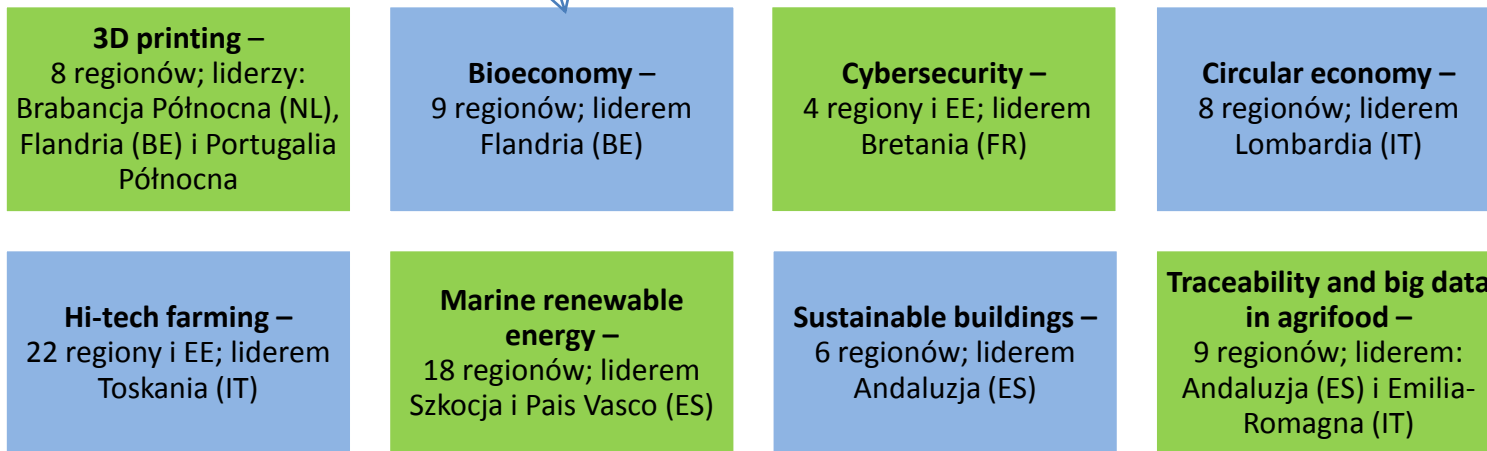 3D printing –
8 regionów; liderzy:
Brabancja Północna (NL),
Flandria (BE) i Portugalia
Północna
Bioeconomy –
9 regionów; liderem
Flandria (BE)
Cybersecurity –
4 regiony i EE; liderem
Bretania (FR)
Circular economy –
8 regionów; liderem
Lombardia (IT)
Hi-tech farming –
22 regiony i EE; liderem
Toskania (IT)
Marine renewable
energy –
18 regionów; liderem
Szkocja i Pais Vasco (ES)
Sustainable buildings –
6 regionów; liderem
Andaluzja (ES)
Traceability and big data
in agrifood –
9 regionów; liderem:
Andaluzja (ES) i Emilia-
Romagna (IT)